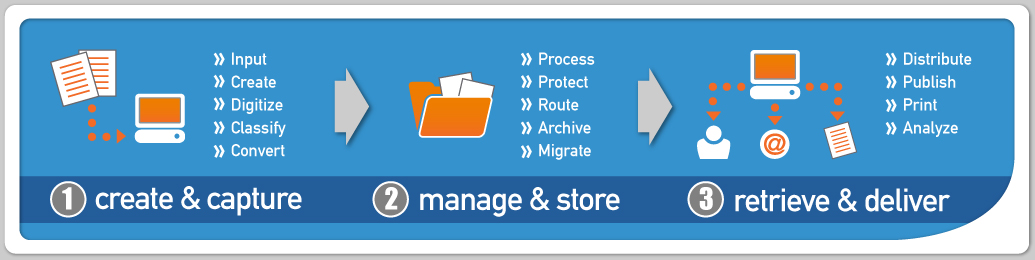 Input
Create
Digitize
Classify
Convert
1 create & capture
Process
Protect
Route
Archive
Migrate
2 manage & store
@
Distribute
Publish
Print
Analyze
3 retrieve & deliver